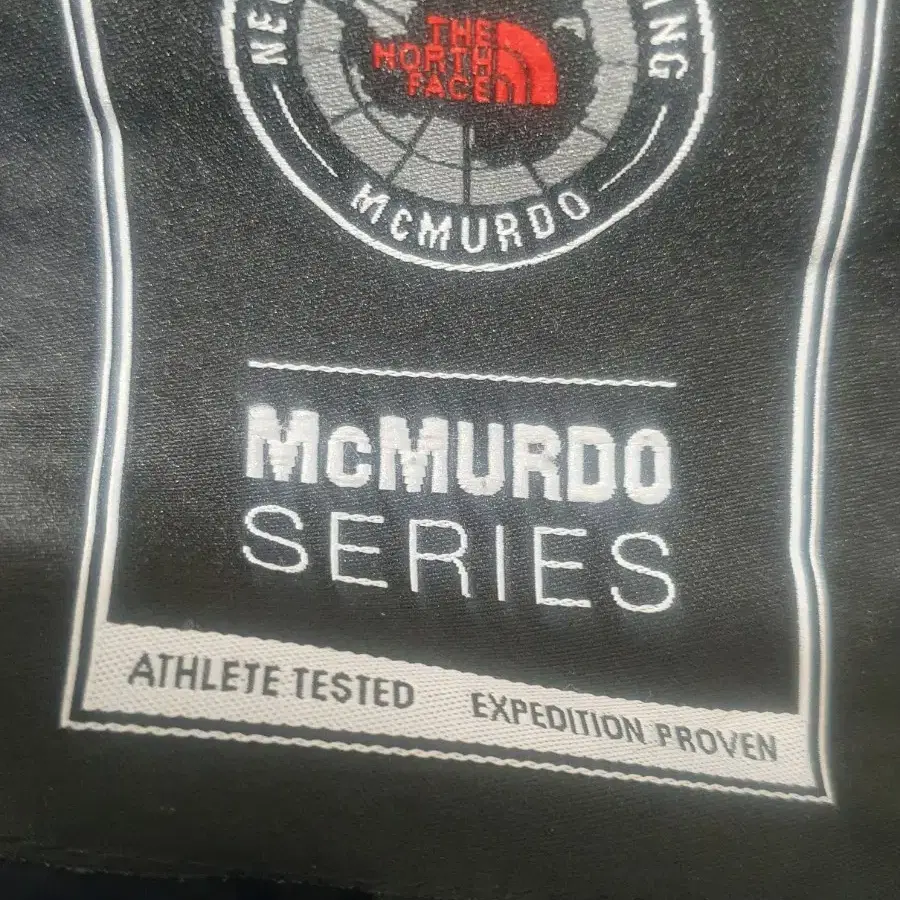 THE
NORTH
FACE
MCMURDO
MCMURDO
SERIES
ATHLETE TESTED EXPEDITION PROVEN